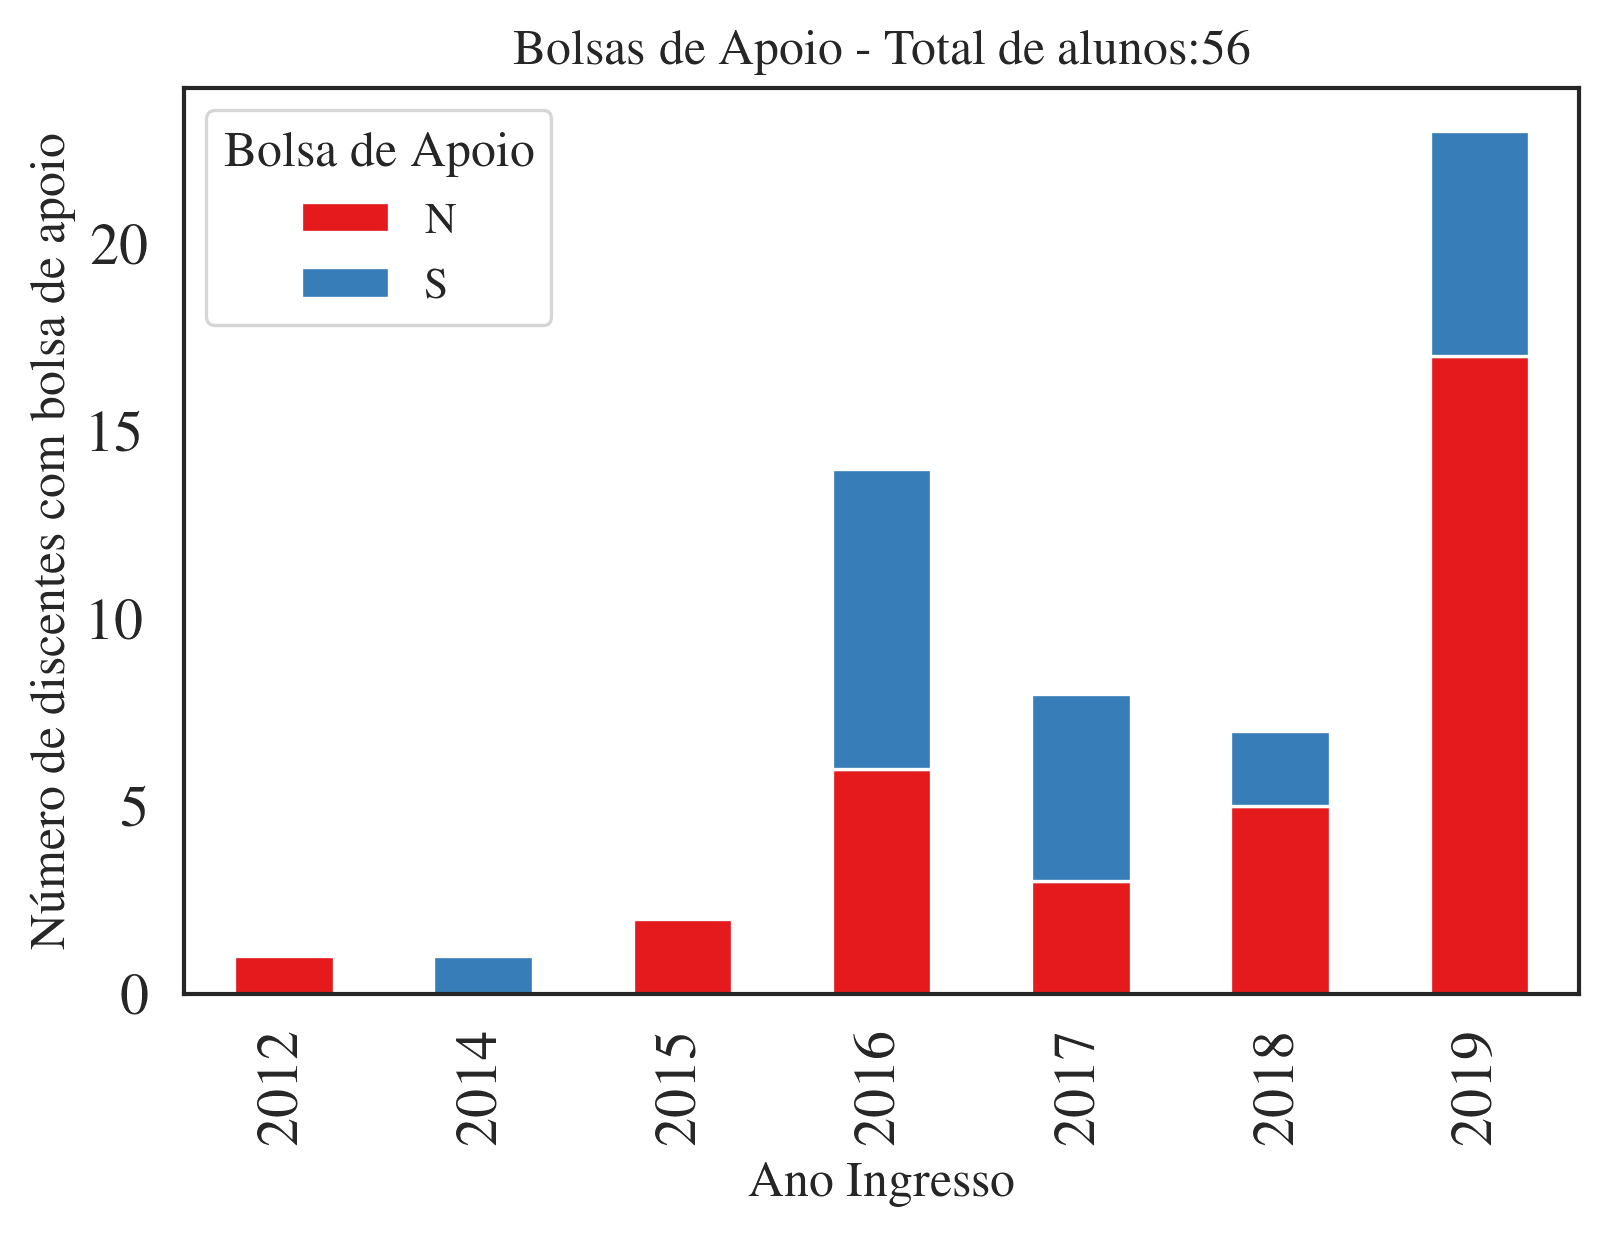 Bolsas de Apoio - Total de alunos:56
Bolsa de Apoio
N
S
Número de discentes com bolsa de apoio
20
15
10
5
0
2012
2014
2015
2016
2017
2018
2019
Ano Ingresso